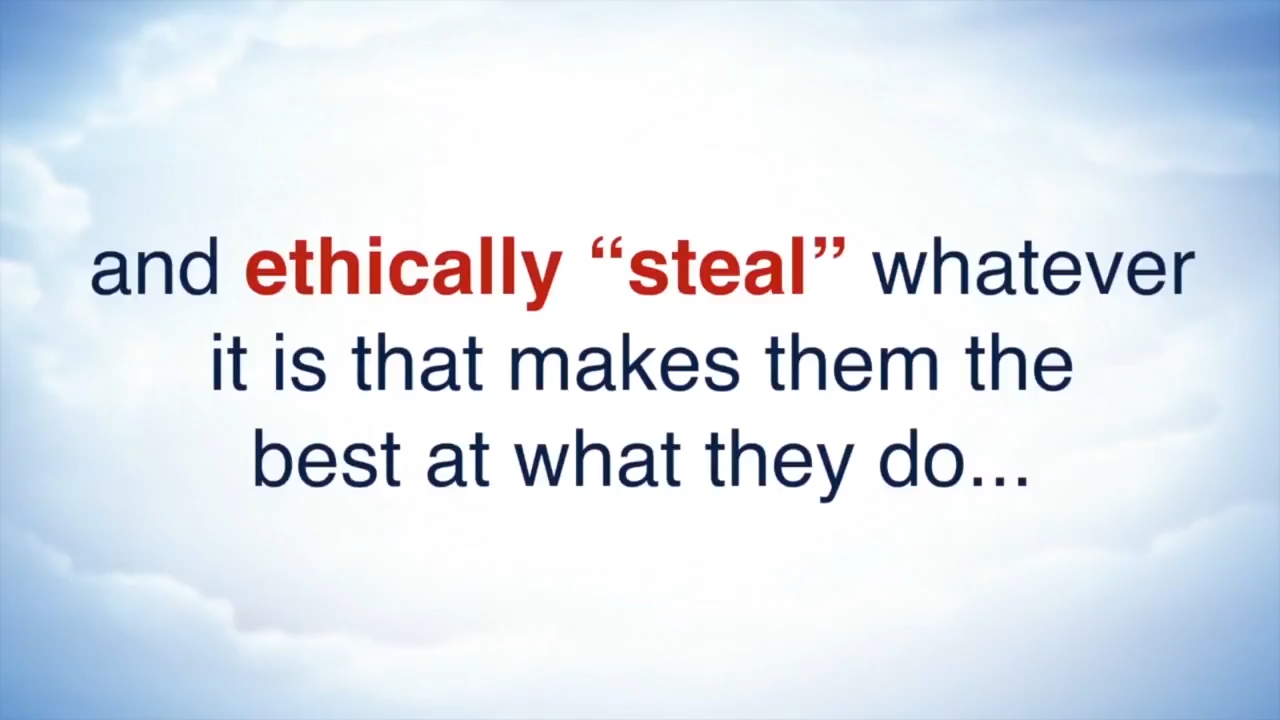 and ethically “steal” whatever
it is that makes them the
best at what they do...